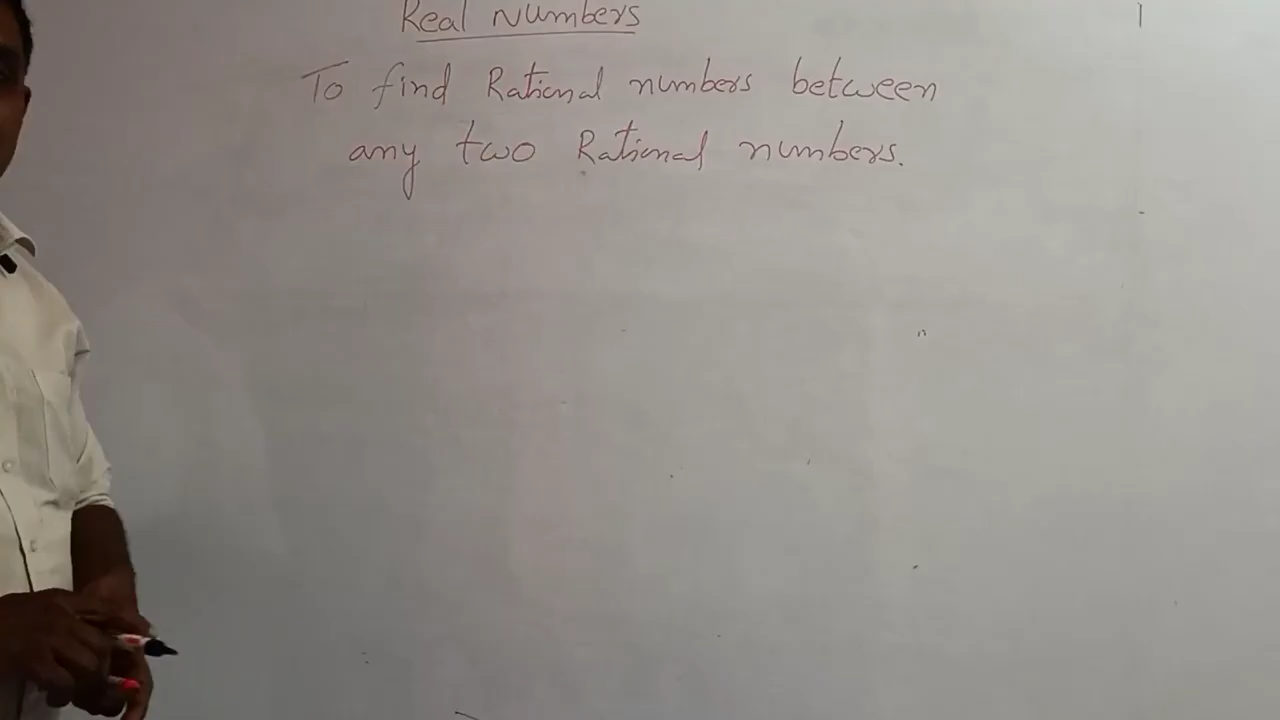 Real Numbers
To find Rational numbers between
any two Rational numbers.